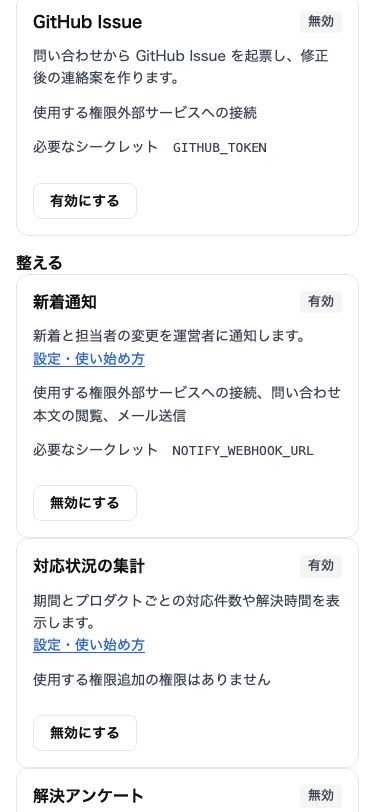 GitHub Issue
無効
問い合わせから GitHub Issue を起票し、修正
後の連絡案を作ります。
使用する権限外部サービスへの接続
必要なシークレット GITHUB_TOKEN
有効にする
整える
新着通知
有効
新着と担当者の変更を運営者に通知します。
設定・使い始め方
使用する権限外部サービスへの接続、問い合わせ
本文の閲覧、メール送信
必要なシークレット NOTIFY_WEBHOOK_URL
無効にする
対応状況の集計
有効
期間とプロダクトごとの対応件数や解決時間を表
示します。
設定・使い始め方
使用する権限追加の権限はありません
無効にする
解決アンケート
無効